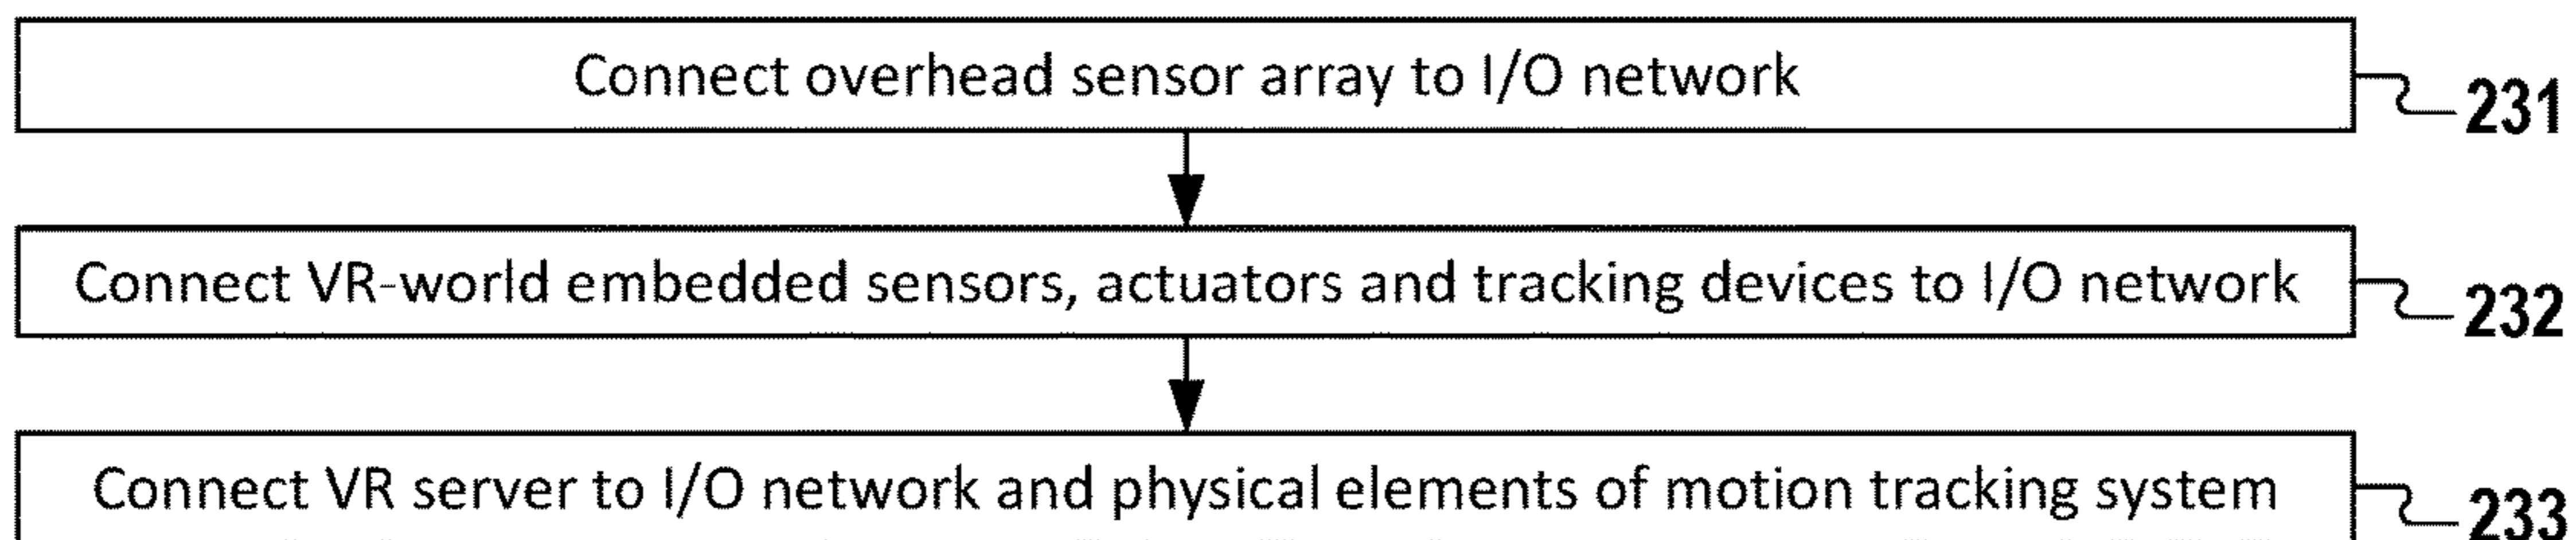 Connect overhead sensor array to I/O network
231
Connect VR-world embedded sensors, actuators and tracking devices to I/O network
232
Connect VR server to I/O network and physical elements of motion tracking system
233